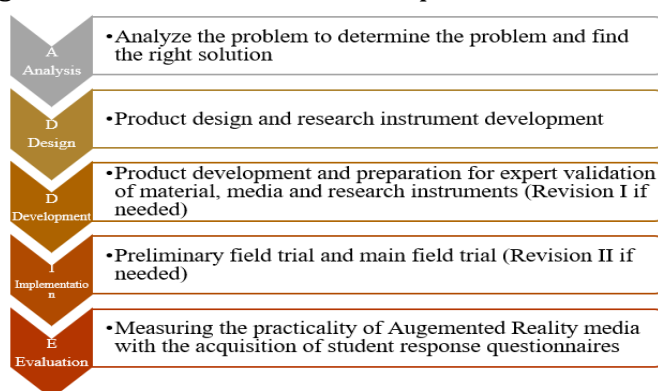 A
Analysis
•Analyze the problem to determine the problem and find
the right solution
D
Design
•Product design and research instrument development
D
Development
•Product development and preparation for expert validation
of material, media and research instruments (Revision I if
needed)
I
Implementatio
n
•Preliminary field trial and main field trial (Revision II if
needed)
E
Evaluation
•Measuring the practicality of Augemented Reality media
with the acquisition of student response questionnaires